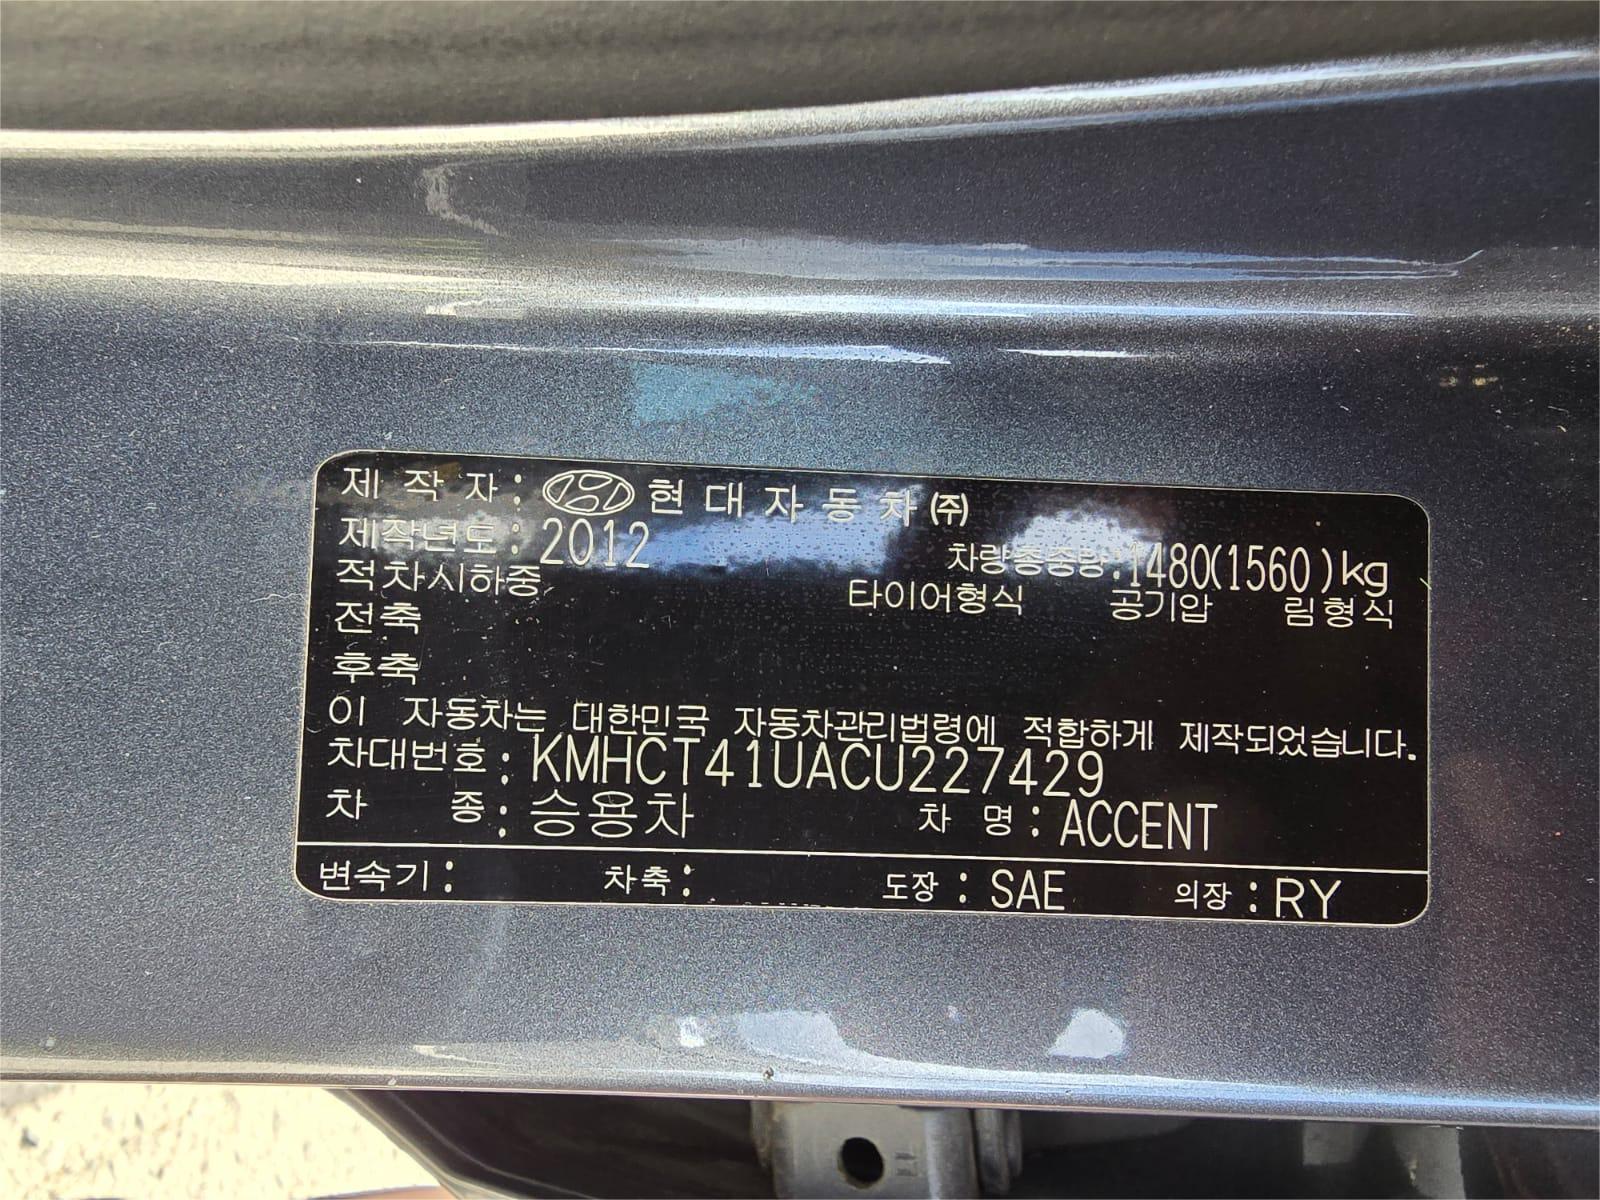 제 작 자 : 현 대 자 동 차 (주)
제작년도 : 2012 차량총중량 : 1480(1560)kg
적차시하중 타이어형식 공기압 림형식
전축
후축
이 자동차는 대한민국 자동차관리법령에 적합하게 제작되었습니다.
차대번호 : KMHCT41UACU227429
차 종 : 승용차 차 명 : ACCENT
변속기 : 차축 : 도장 : SAE 의장 : RY